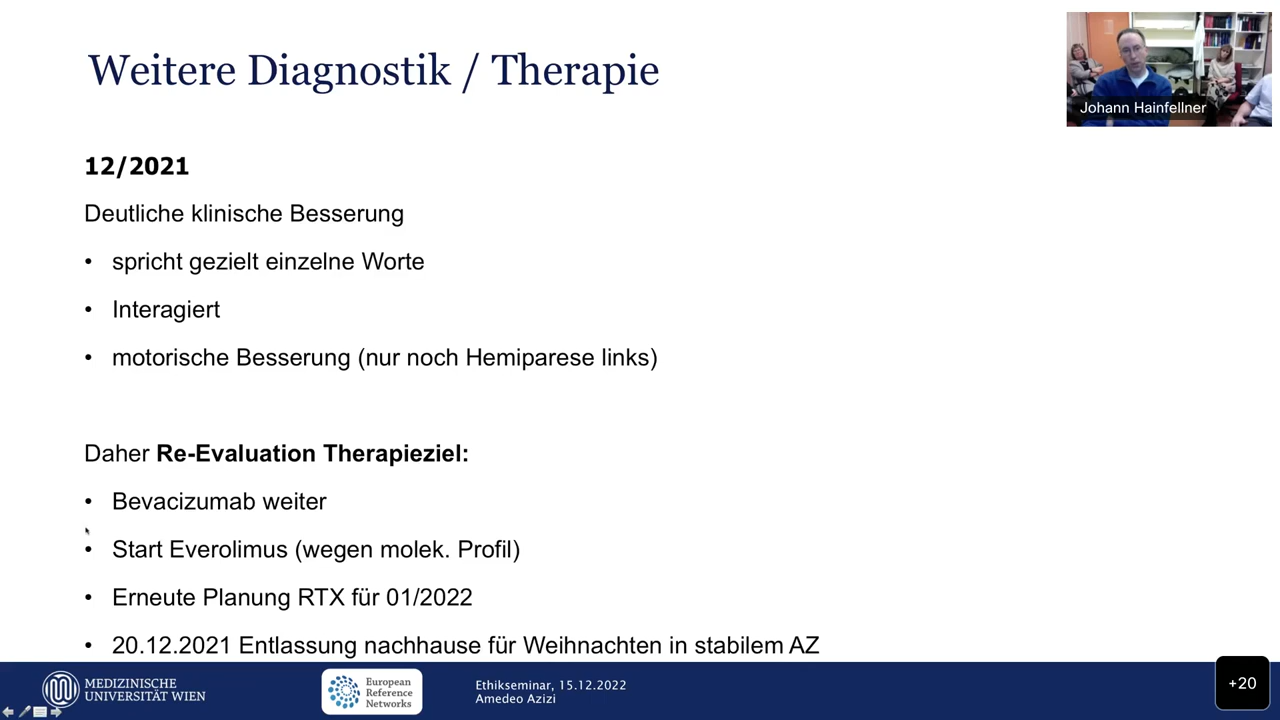 Weitere Diagnostik / Therapie
Johann Hainfellner
12/2021
Deutliche klinische Besserung
• spricht gezielt einzelne Worte
• Interagiert
• motorische Besserung (nur noch Hemiparese links)
Daher Re-Evaluation Therapieziel:
• Bevacizumab weiter
• Start Everolimus (wegen molek. Profil)
• Erneute Planung RTX für 01/2022
• 20.12.2021 Entlassung nachhause für Weihnachten in stabilem AZ
MEDIZINISCHE
UNIVERSITÄT WIEN
European
Reference
Networks
Ethikseminar, 15.12.2022
Amedeo Azizi
+20